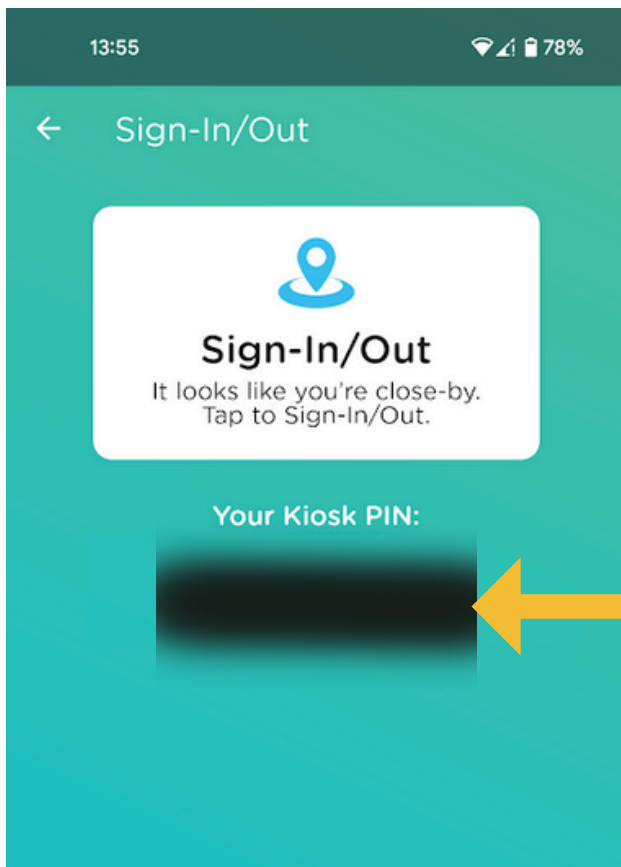 13:55
78%
Sign-In/Out
Sign-In/Out
It looks like you're close-by.
Tap to Sign-In/Out.
Your Kiosk PIN: